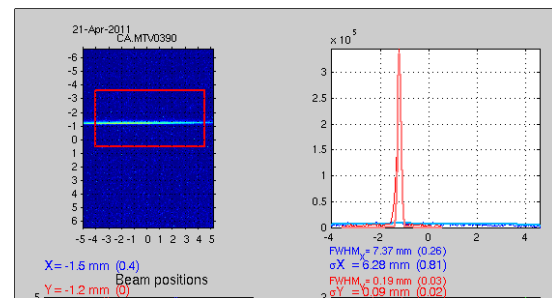 21-Apr-2011
CA.MTV0390
-6
-5
-4
-3
-2
-1
0
1
2
3
4
5
6
-5 -4 -3 -2 -1 0 1 2 3 4 5
X= -1.5 mm (0.4)
Beam positions
Y= -1.2 mm (0)
5
x 10^5
3
2.5
2
1.5
1
0.5
0
-4 -2 0 2 4
FWHMX= 7.37 mm (0.26)
σX = 6.28 mm (0.81)
FWHMy= 0.19 mm (0.03)
σY = 0.09 mm (0.02)